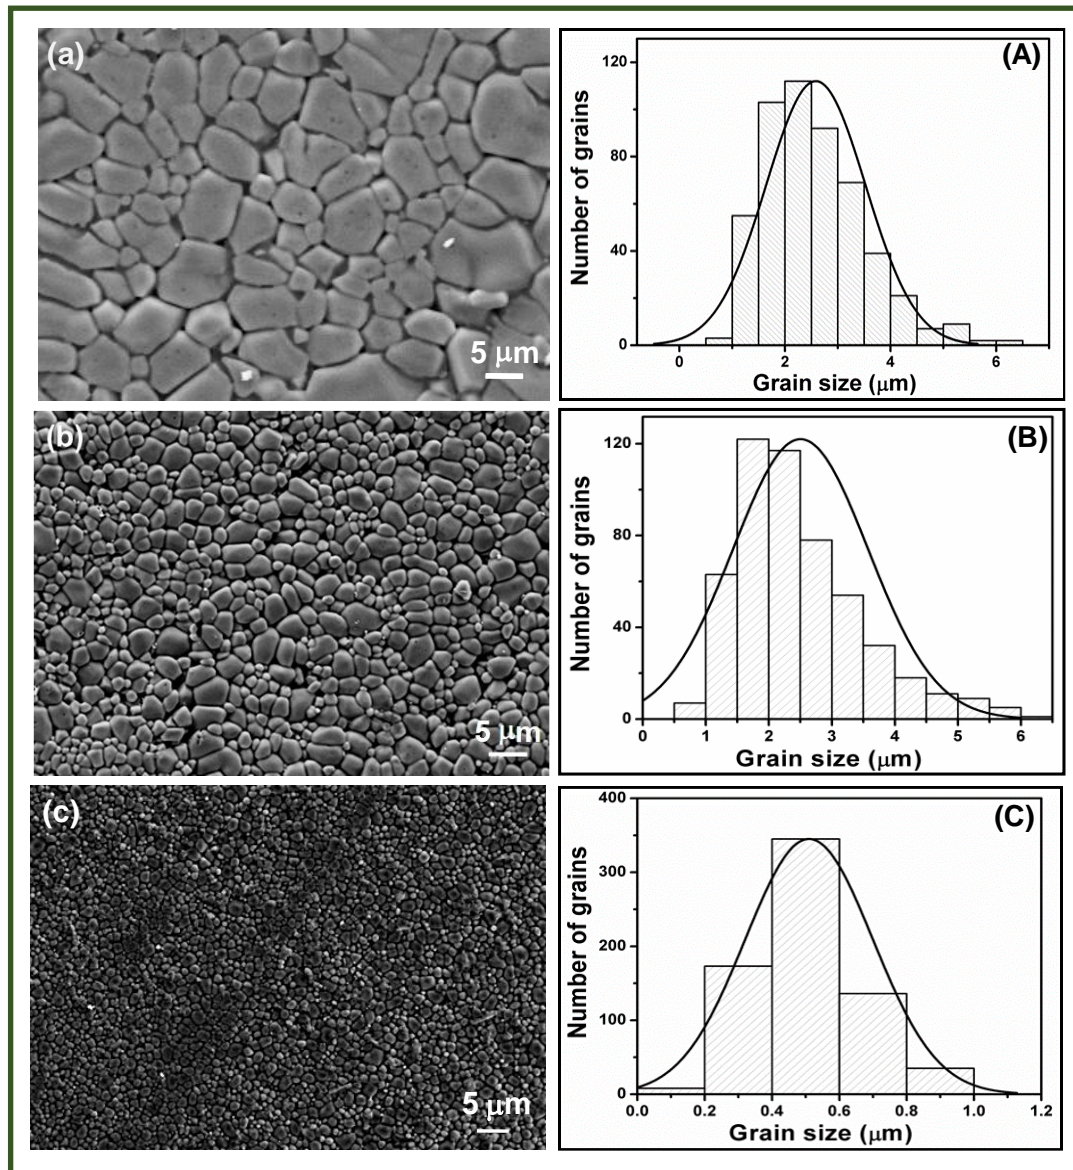 (a)
5 µm
(A)
120
80
40
0
Number of grains
0 2 4 6
Grain size (µm)
(b)
5 µm
(B)
120
80
40
0
Number of grains
0 1 2 3 4 5 6
Grain size (µm)
(c)
5 µm
(C)
400
300
200
100
0
Number of grains
0.0 0.2 0.4 0.6 0.8 1.0 1.2
Grain size (µm)